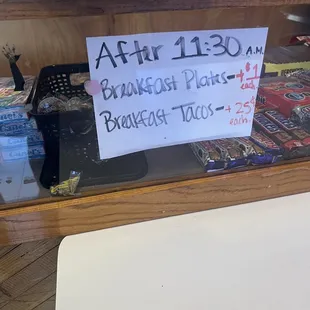 After 11:30 A.M.
Breakfast Plates - + $1 each
Breakfast Tacos - + 25¢ each